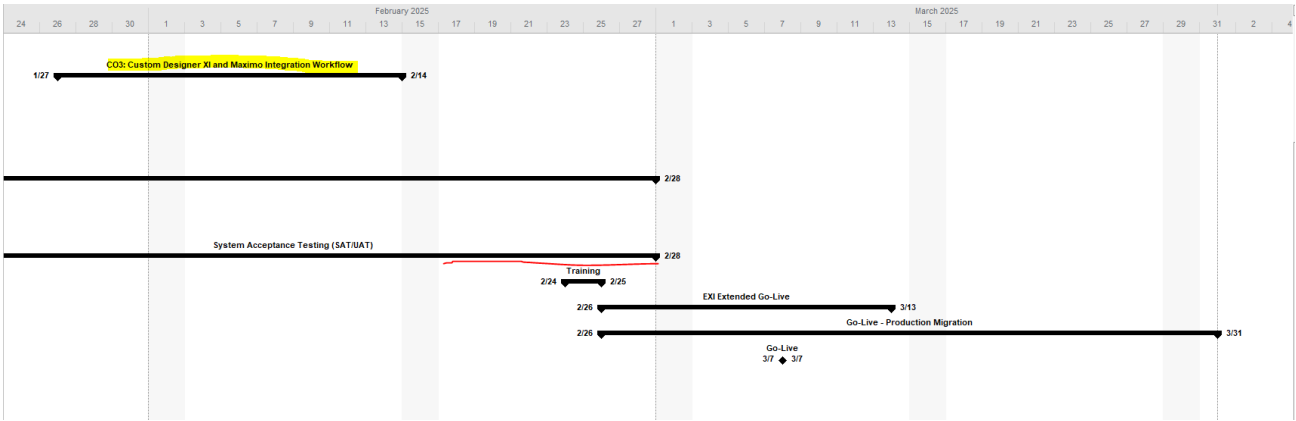 February 2025 March 2025
24 26 28 30 1 3 5 7 9 11 13 15 17 19 21 23 25 27 1 3 5 7 9 11 13 15 17 19 21 23 25 27 29 31 2 4
CO3: Custom Designer XI and Maximo Integration Workflow
1/27 2/14
2/28
System Acceptance Testing (SAT/UAT)
2/28
Training
2/24 2/25
EXI Extended Go-Live
2/26 3/13
Go-Live - Production Migration
2/26 3/31
Go-Live
3/7 3/7